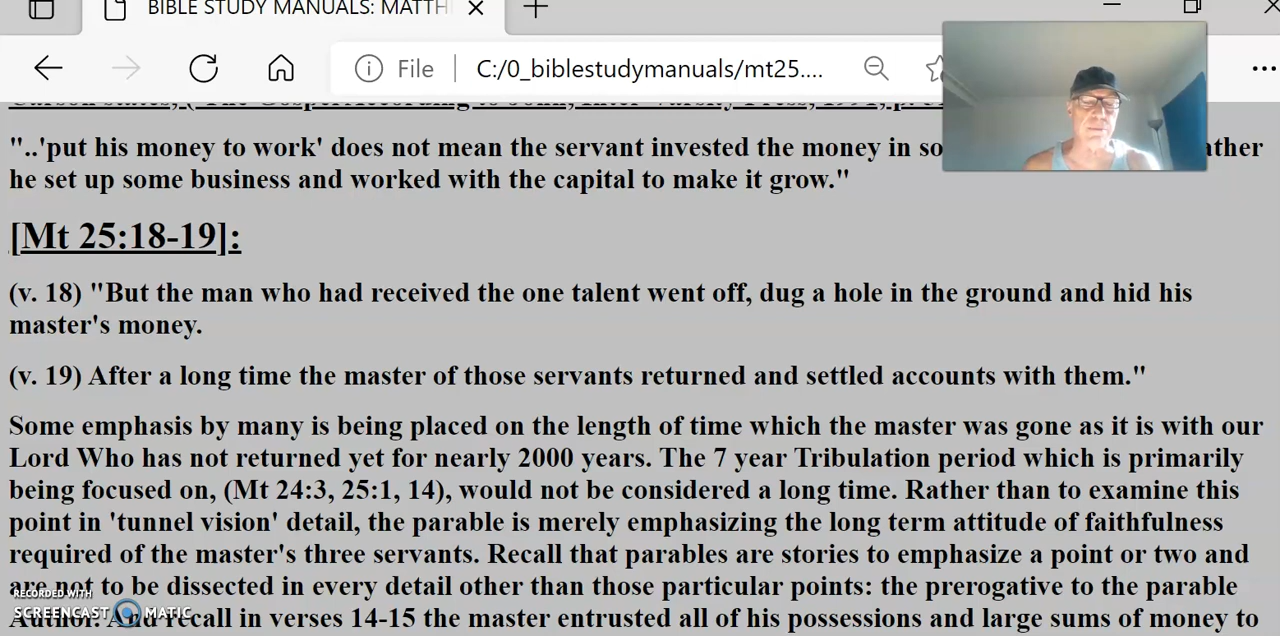 BIBLE STUDY MANUALS: MATTH
File
C:/0_biblestudymanuals/mt25....
"..'put his money to work' does not mean the servant invested the money in so ather
he set up some business and worked with the capital to make it grow."
[Mt 25:18-19]:
(v. 18) "But the man who had received the one talent went off, dug a hole in the ground and hid his
master's money.
(v. 19) After a long time the master of those servants returned and settled accounts with them."
Some emphasis by many is being placed on the length of time which the master was gone as it is with our
Lord Who has not returned yet for nearly 2000 years. The 7 year Tribulation period which is primarily
being focused on, (Mt 24:3, 25:1, 14), would not be considered a long time. Rather than to examine this
point in 'tunnel vision' detail, the parable is merely emphasizing the long term attitude of faithfulness
required of the master's three servants. Recall that parables are stories to emphasize a point or two and
are not to be dissected in every detail other than those particular points: the prerogative to the parable
Author. And recall in verses 14-15 the master entrusted all of his possessions and large sums of money to
RECORDED WITH
SCREENCAST MATIC